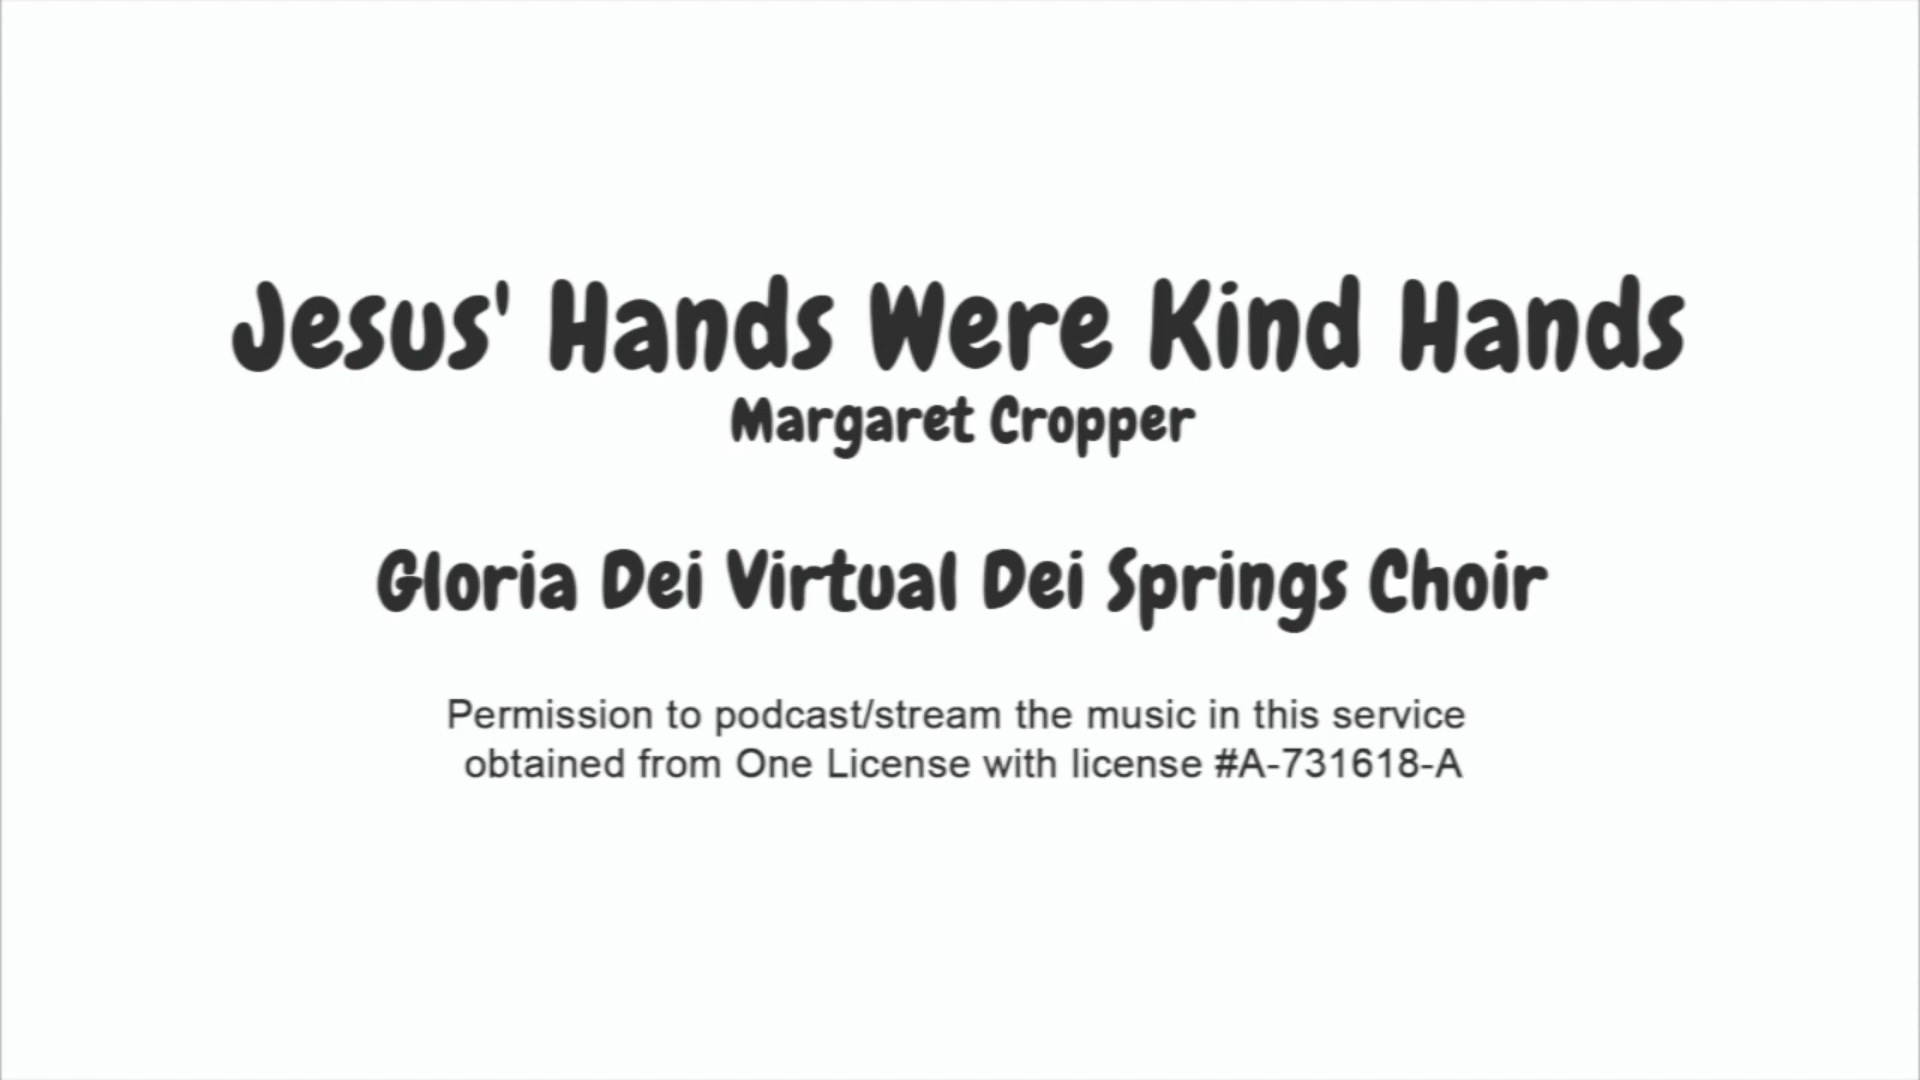 Jesus' Hands Were Kind Hands
Margaret Cropper
Gloria Dei Virtual Dei Springs Choir
Permission to podcast/stream the music in this service
obtained from One License with license #A-731618-A